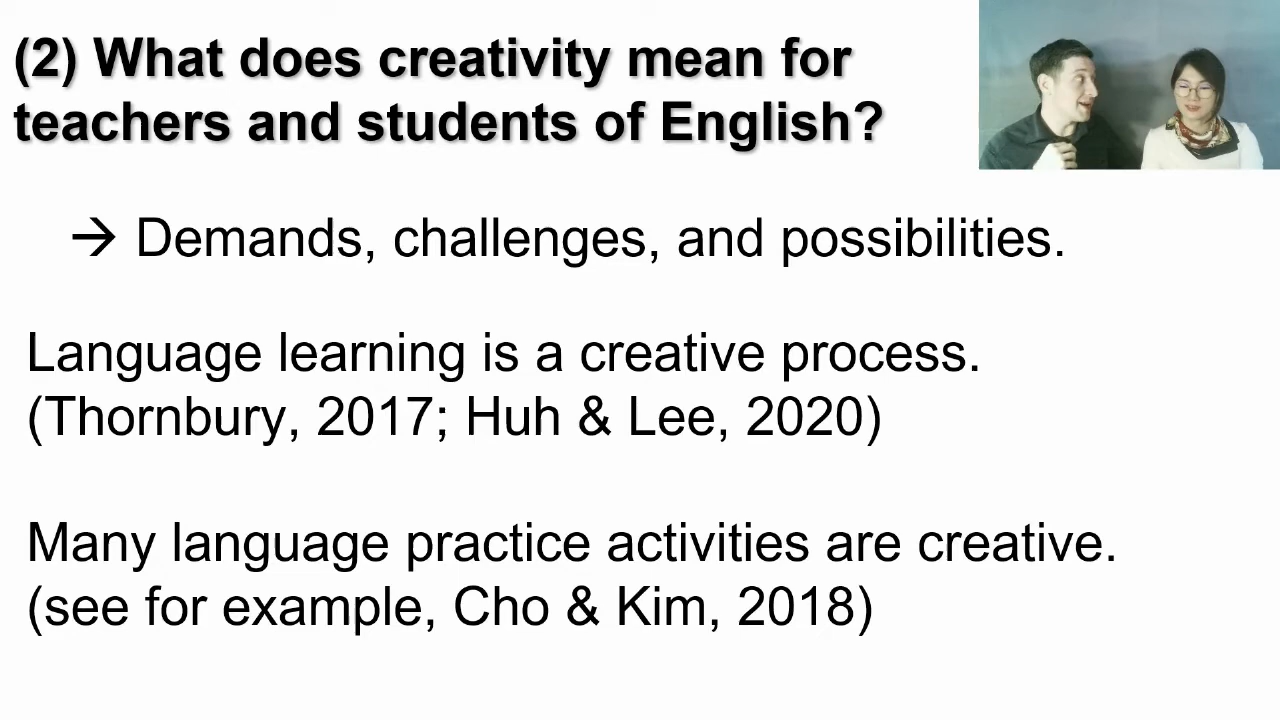 (2) What does creativity mean for
teachers and students of English?
→ Demands, challenges, and possibilities.
Language learning is a creative process.
(Thornbury, 2017; Huh & Lee, 2020)
Many language practice activities are creative.
(see for example, Cho & Kim, 2018)